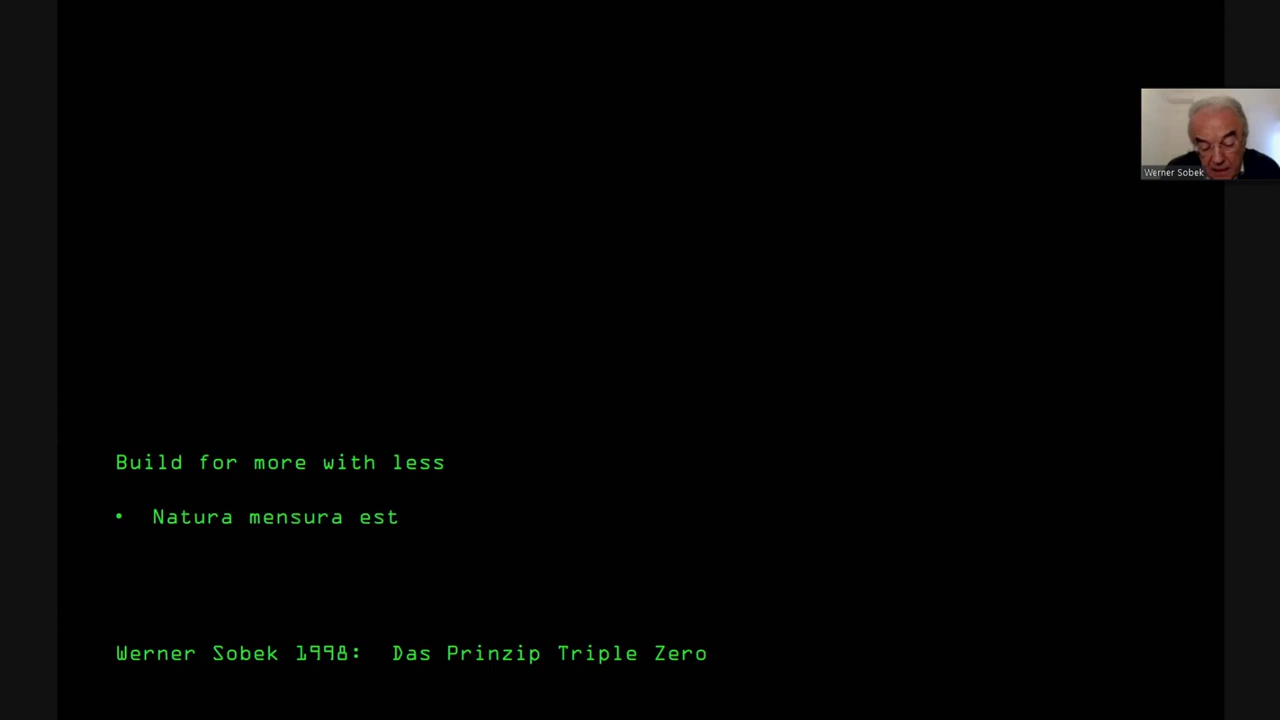 Werner Sobek
Build for more with less
• Natura mensura est
Werner Sobek 1998: Das Prinzip Triple Zero